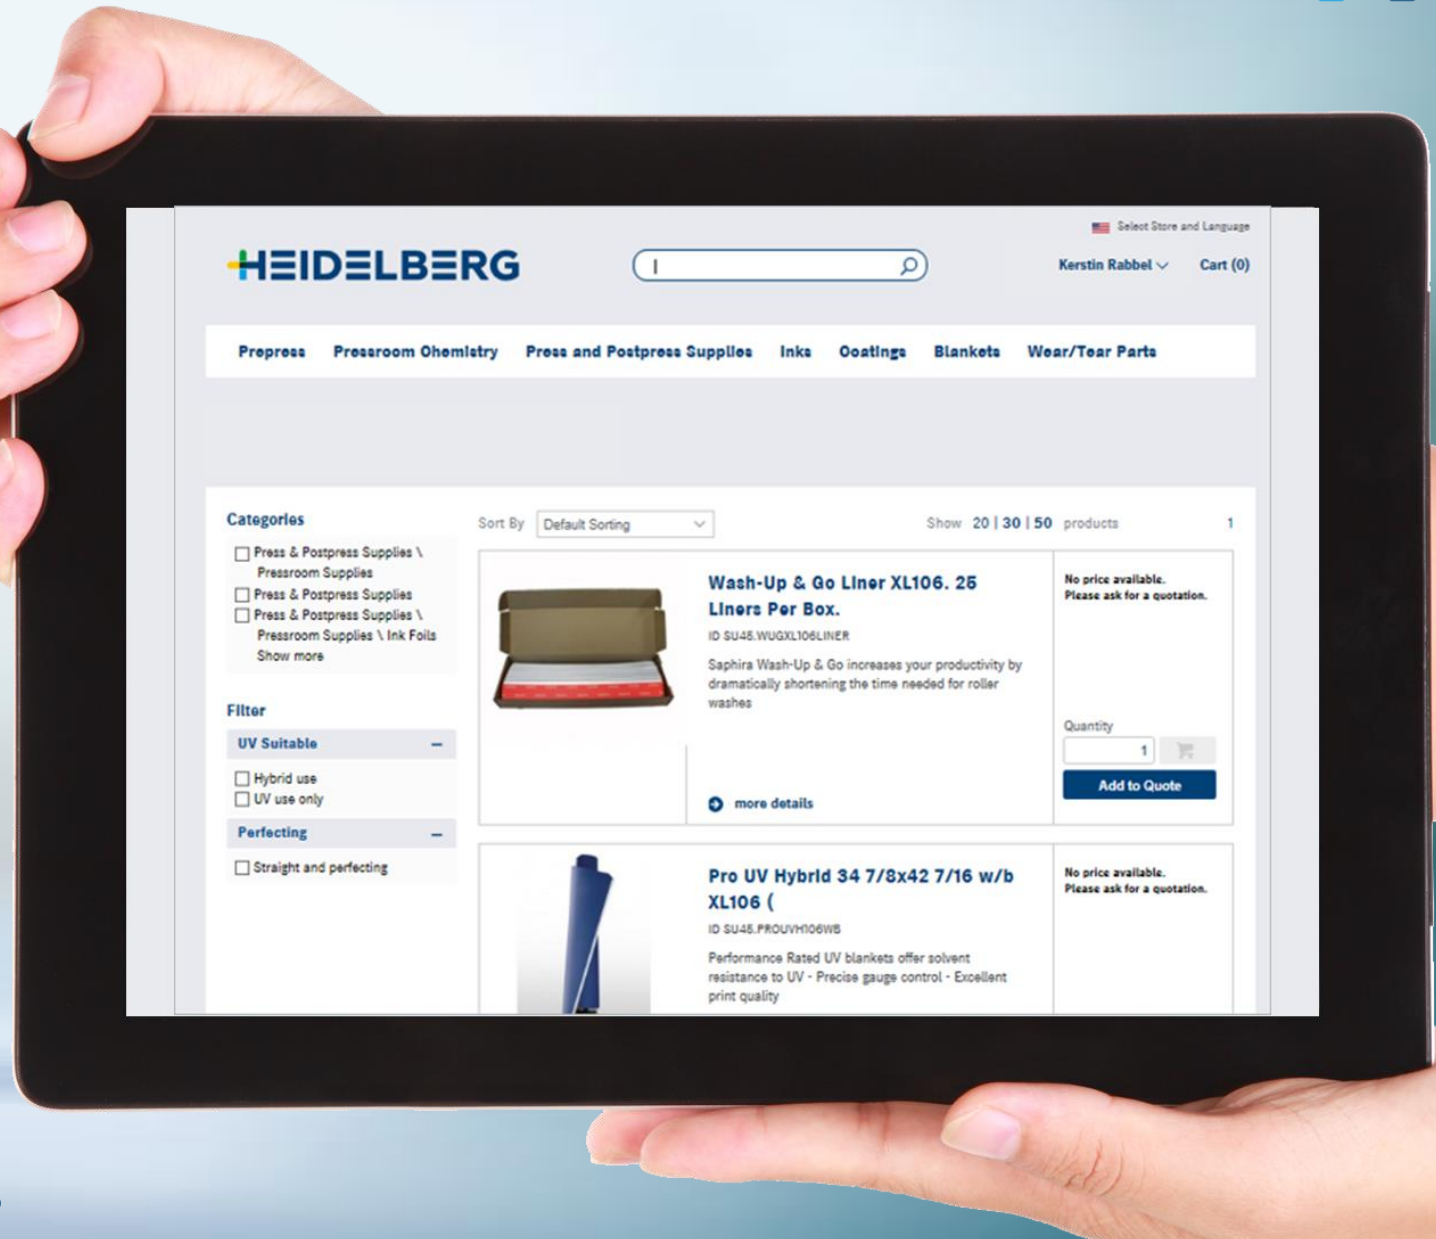 Select Store and Language
HEIDELBERG
Kerstin Rabbel
Cart (0)
Prepress Pressroom Chemistry Press and Postpress Supplies Inks Coatings Blankets Wear/Tear Parts
Categories
Press & Postpress Supplies \
Pressroom Supplies
Press & Postpress Supplies
Press & Postpress Supplies \
Pressroom Supplies \ Ink Foils
Show more
Filter
UV Suitable –
Hybrid use
UV use only
Perfecting –
Straight and perfecting
Sort By Default Sorting
Show 20 | 30 | 50 products 1
Wash-Up & Go Liner XL106. 25
Liners Per Box.
ID SU45.WUGXL106LINER
Saphira Wash-Up & Go increases your productivity by
dramatically shortening the time needed for roller
washes
more details
No price available.
Please ask for a quotation.
Quantity
1
Add to Quote
Pro UV Hybrid 34 7/8x42 7/16 w/b
XL106 (
ID SU45.PROUVH106WB
Performance Rated UV blankets offer solvent
resistance to UV - Precise gauge control - Excellent
print quality
No price available.
Please ask for a quotation.